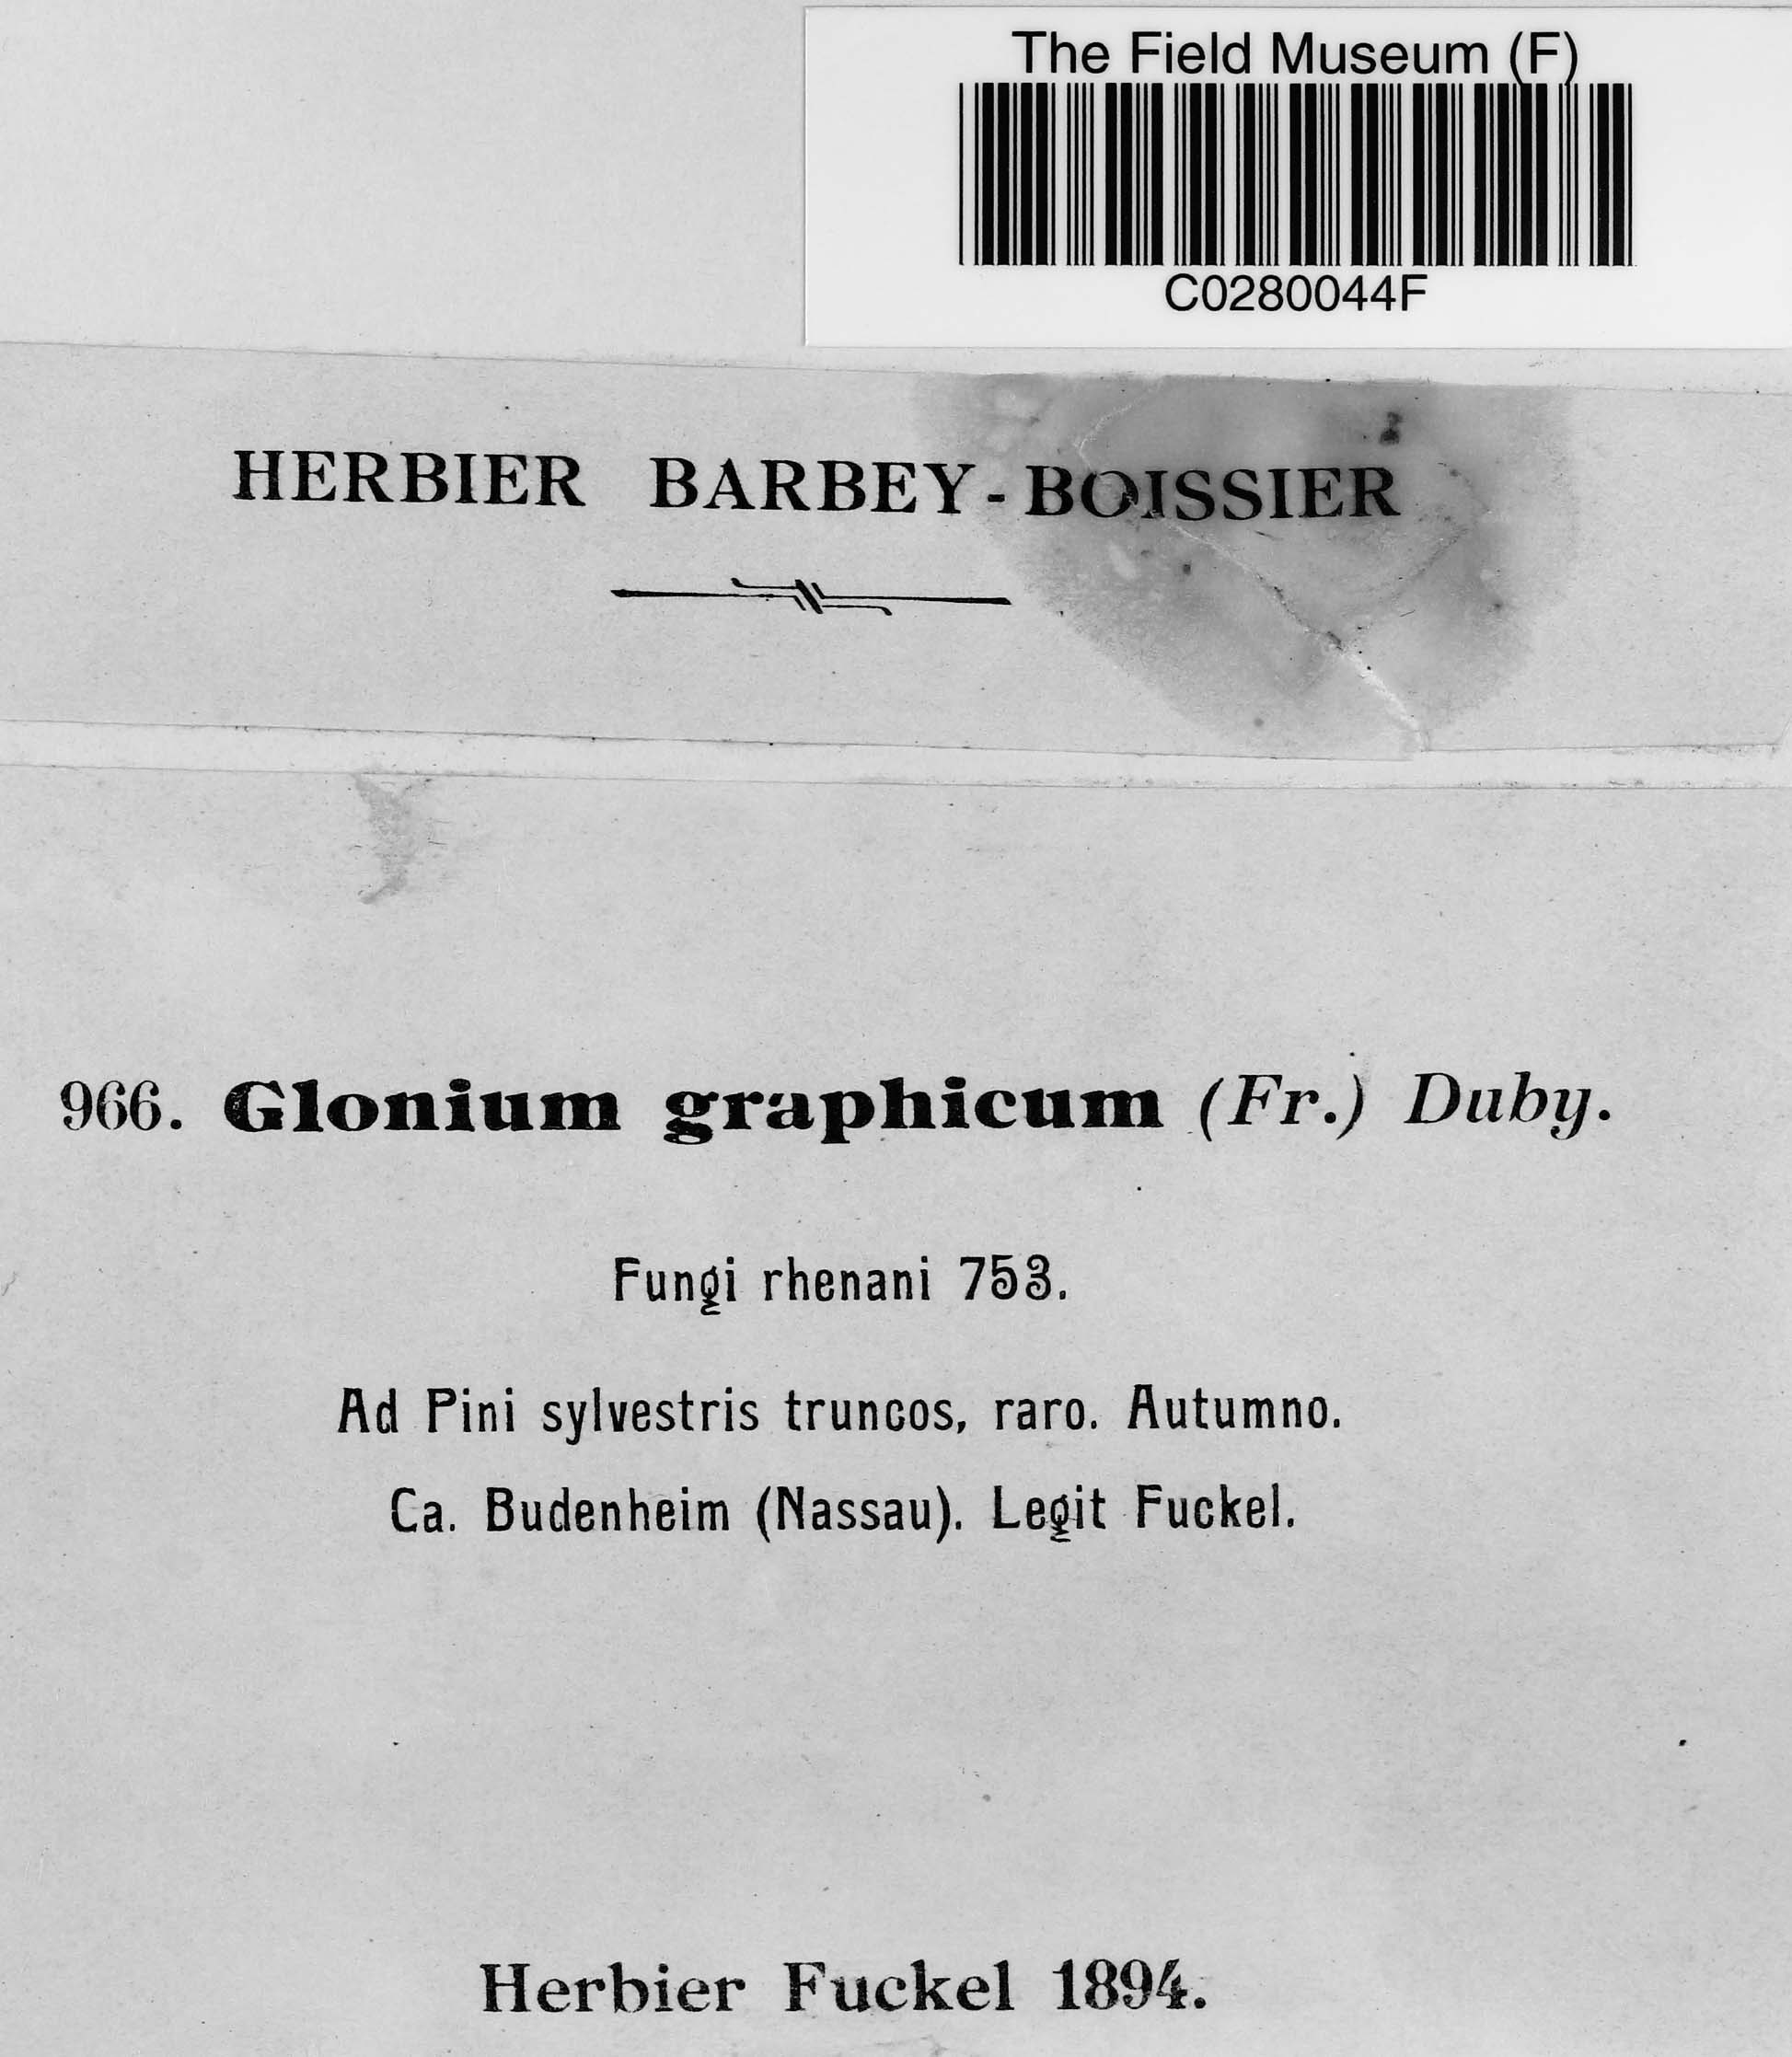 The Field Museum (F)
C0280044F
HERBIER BARBEY-BOISSIER
966. Glonium graphicum (Fr.) Duby.
Fungi rhenani 753.
Ad Pini sylvestris truncos, raro. Autumno.
Ca. Budenheim (Nassau). Legit Fuckel.
Herbier Fuckel 1894.